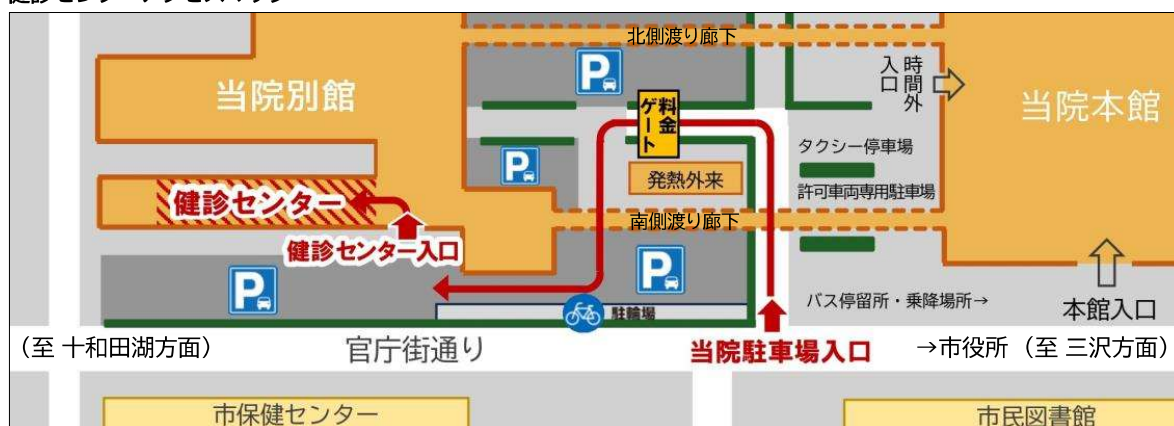 北側渡り廊下
P
時間外
入口
当院別館
当院本館
料金
ゲート
タクシー停車場
P
発熱外来
許可車両専用駐車場
健診センター
南側渡り廊下
健診センター入口
P
P
駐輪場
バス停留所・乗降場所→
本館入口
(至 十和田湖方面)
官庁街通り
当院駐車場入口
→市役所(至 三沢方面)
市保健センター
市民図書館